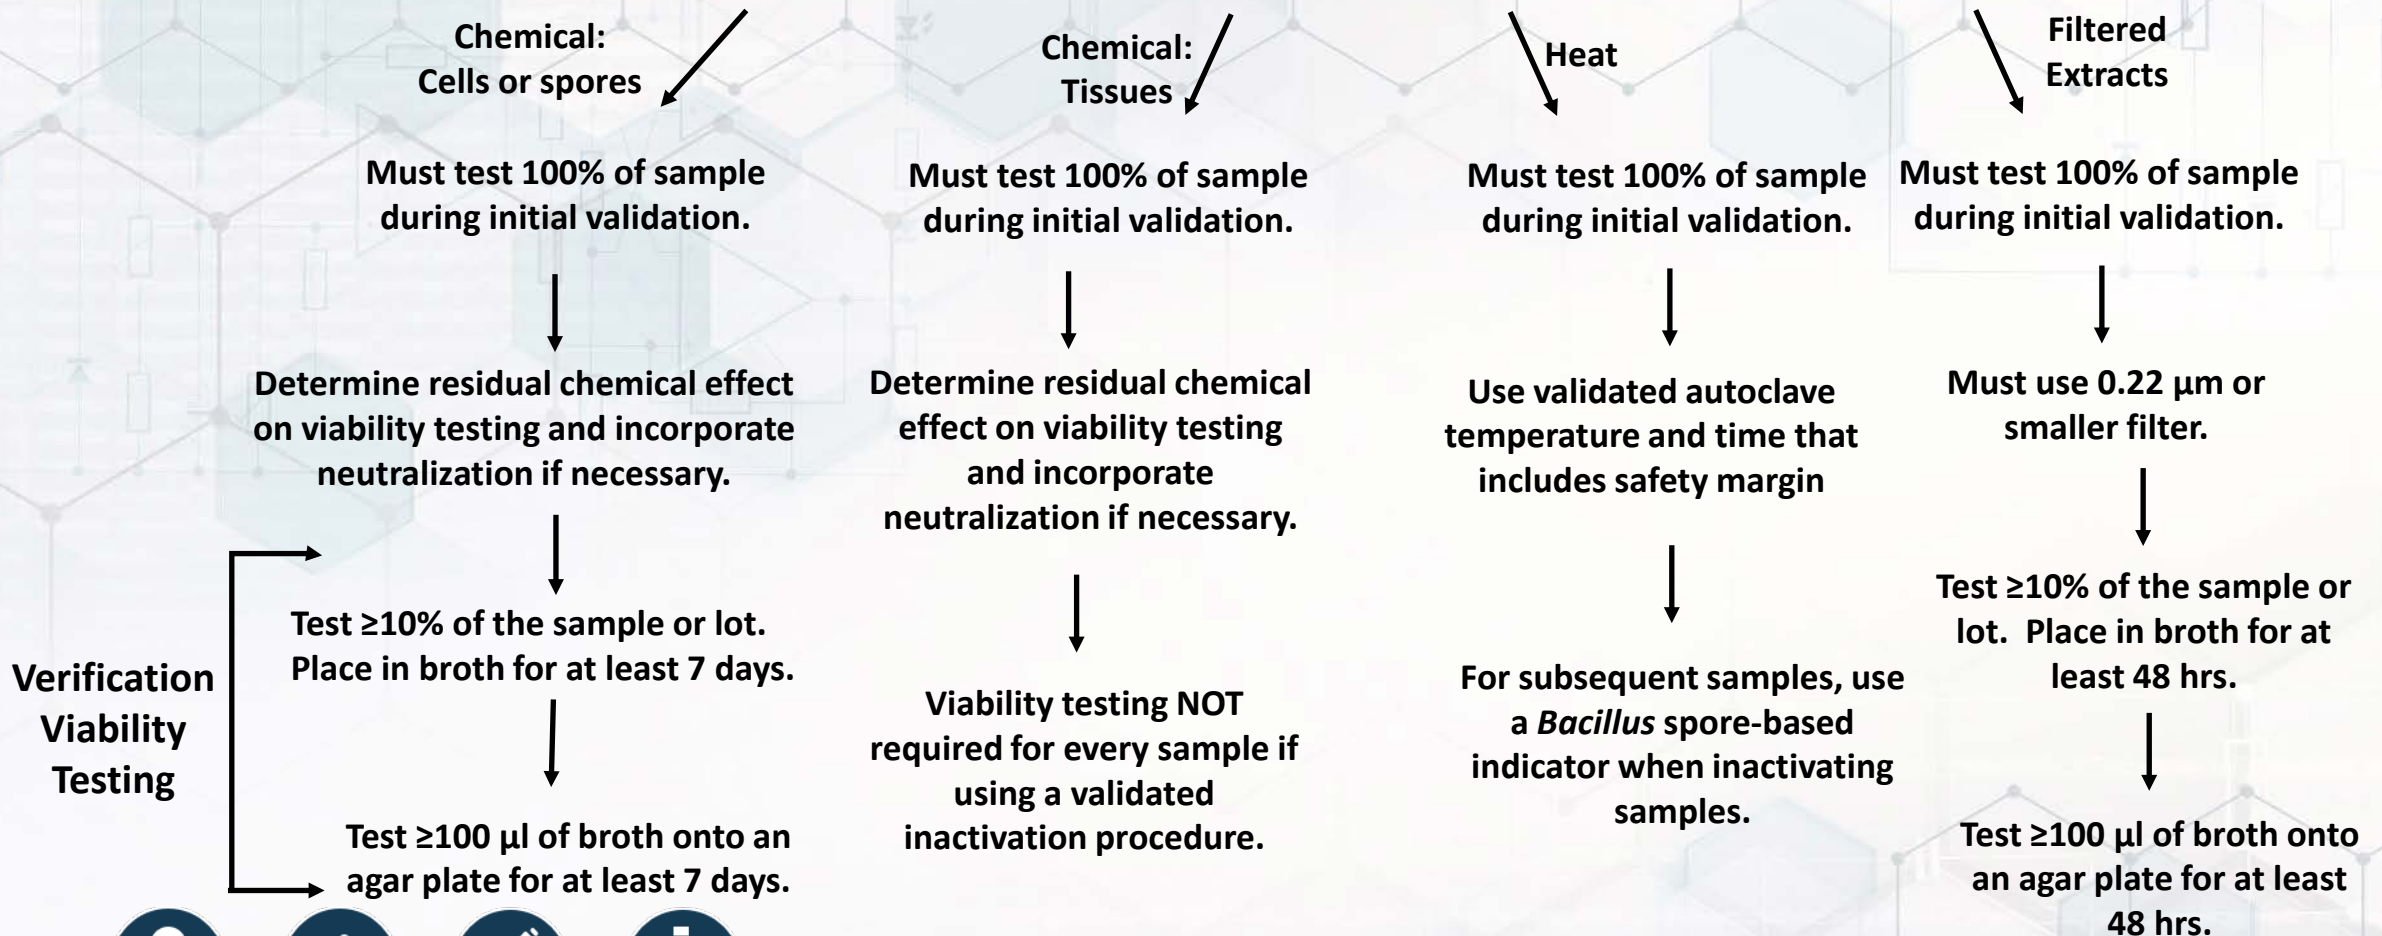 Chemical:
Cells or spores
Must test 100% of sample
during initial validation.
Determine residual chemical effect
on viability testing and incorporate
neutralization if necessary.
Verification
Viability
Testing
Test ≥10% of the sample or lot.
Place in broth for at least 7 days.
Test ≥100 μl of broth onto an
agar plate for at least 7 days.
Chemical:
Tissues
Must test 100% of sample
during initial validation.
Determine residual chemical
effect on viability testing
and incorporate
neutralization if necessary.
Viability testing NOT
required for every sample if
using a validated
inactivation procedure.
Heat
Must test 100% of sample
during initial validation.
Use validated autoclave
temperature and time that
includes safety margin
For subsequent samples, use
a Bacillus spore-based
indicator when inactivating
samples.
Filtered
Extracts
Must test 100% of sample
during initial validation.
Must use 0.22 μm or
smaller filter.
Test ≥10% of the sample or
lot.  Place in broth for at
least 48 hrs.
Test ≥100 μl of broth onto
an agar plate for at least
48 hrs.